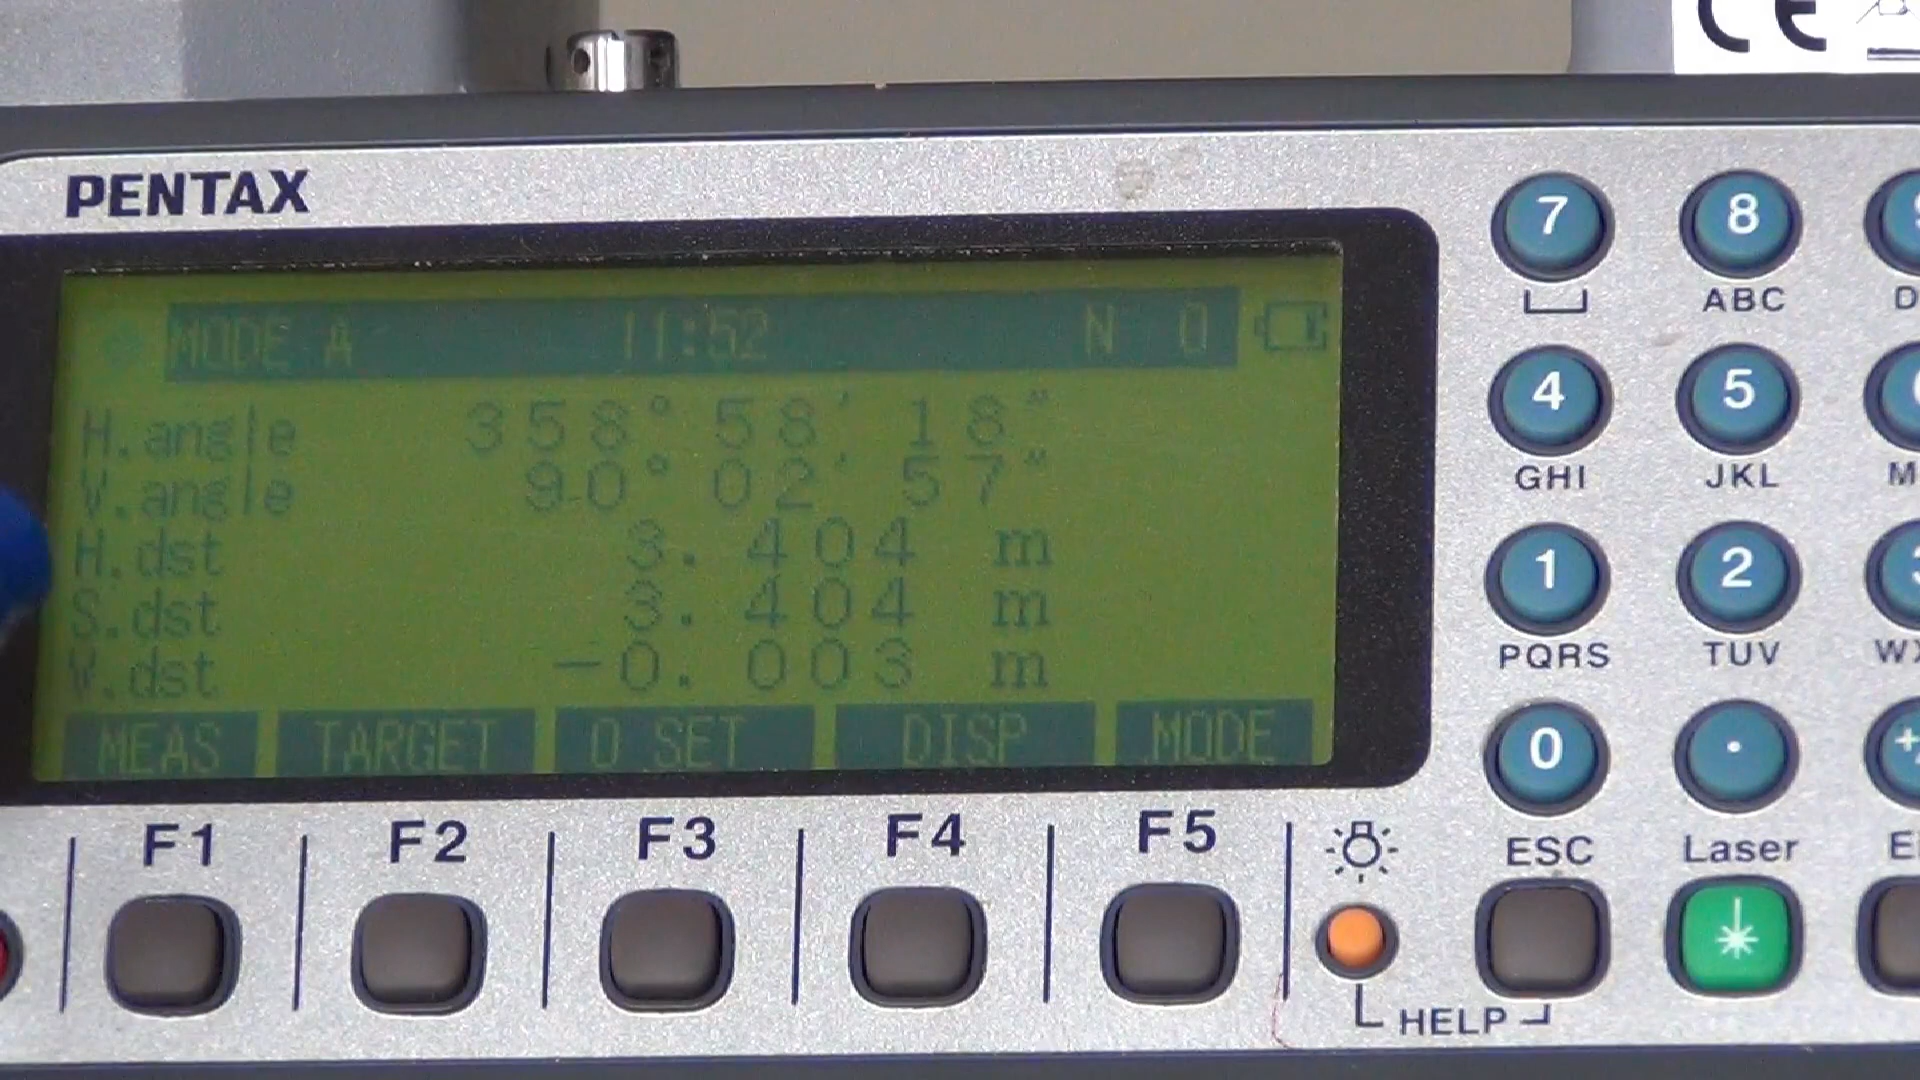 CE
PENTAX
MODE A 11:52 N 0
H.angle 358°58′18″
V.angle 90°02′57″
H.dst 3.404 m
S.dst 3.404 m
V.dst -0.003 m
MEAS TARGET 0 SET DISP MODE
F1 F2 F3 F4 F5
7 8
ABC
4 5
GHI JKL
1 2
PQRS TUV
0 .
ESC Laser
HELP